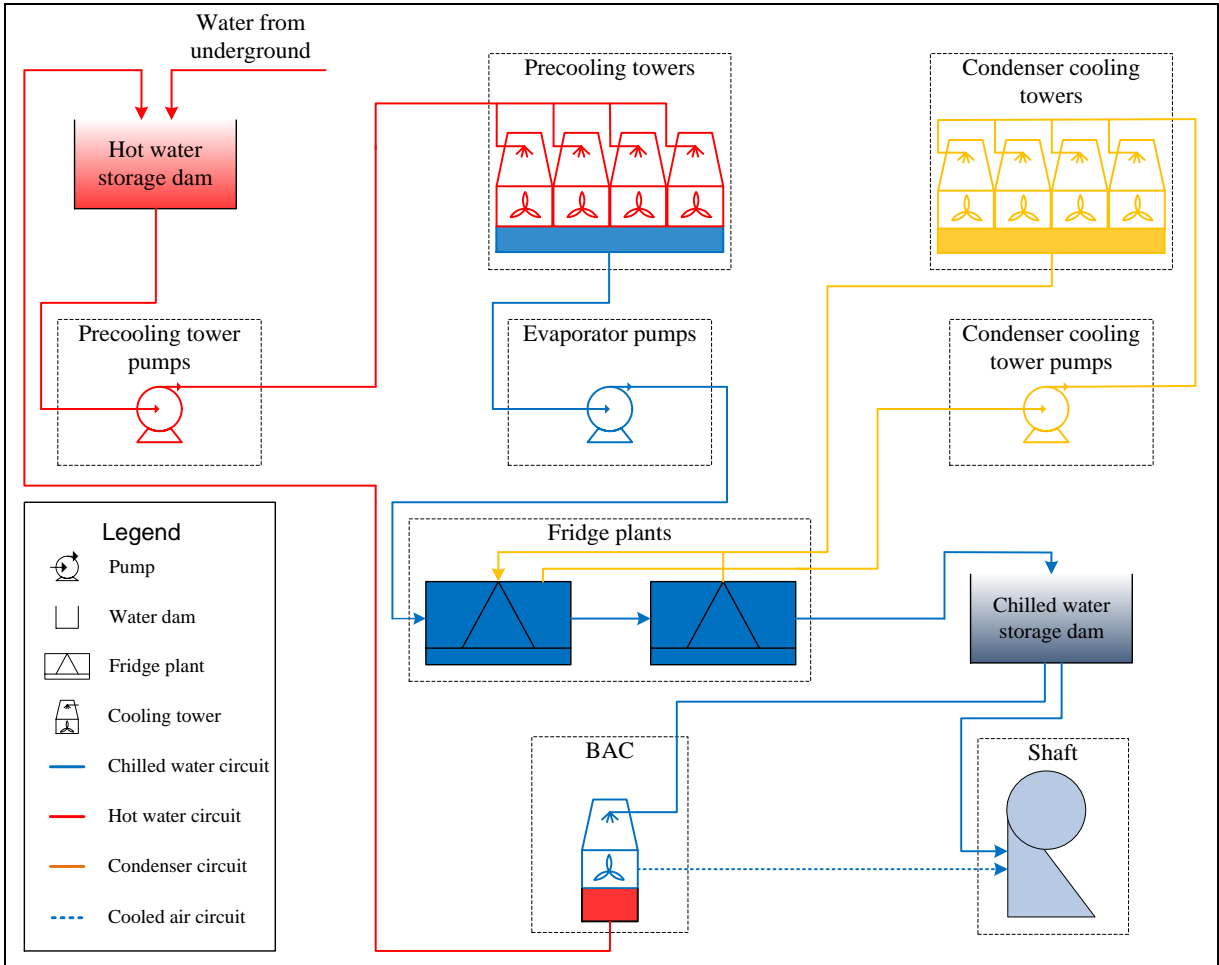 Water from
underground
Precooling towers
Condenser cooling
towers
Hot water
storage dam
Precooling tower
pumps
Evaporator pumps
Condenser cooling
tower pumps
Legend
Pump
Water dam
Fridge plant
Cooling tower
Chilled water circuit
Hot water circuit
Condenser circuit
Cooled air circuit
Fridge plants
Chilled water
storage dam
BAC
Shaft